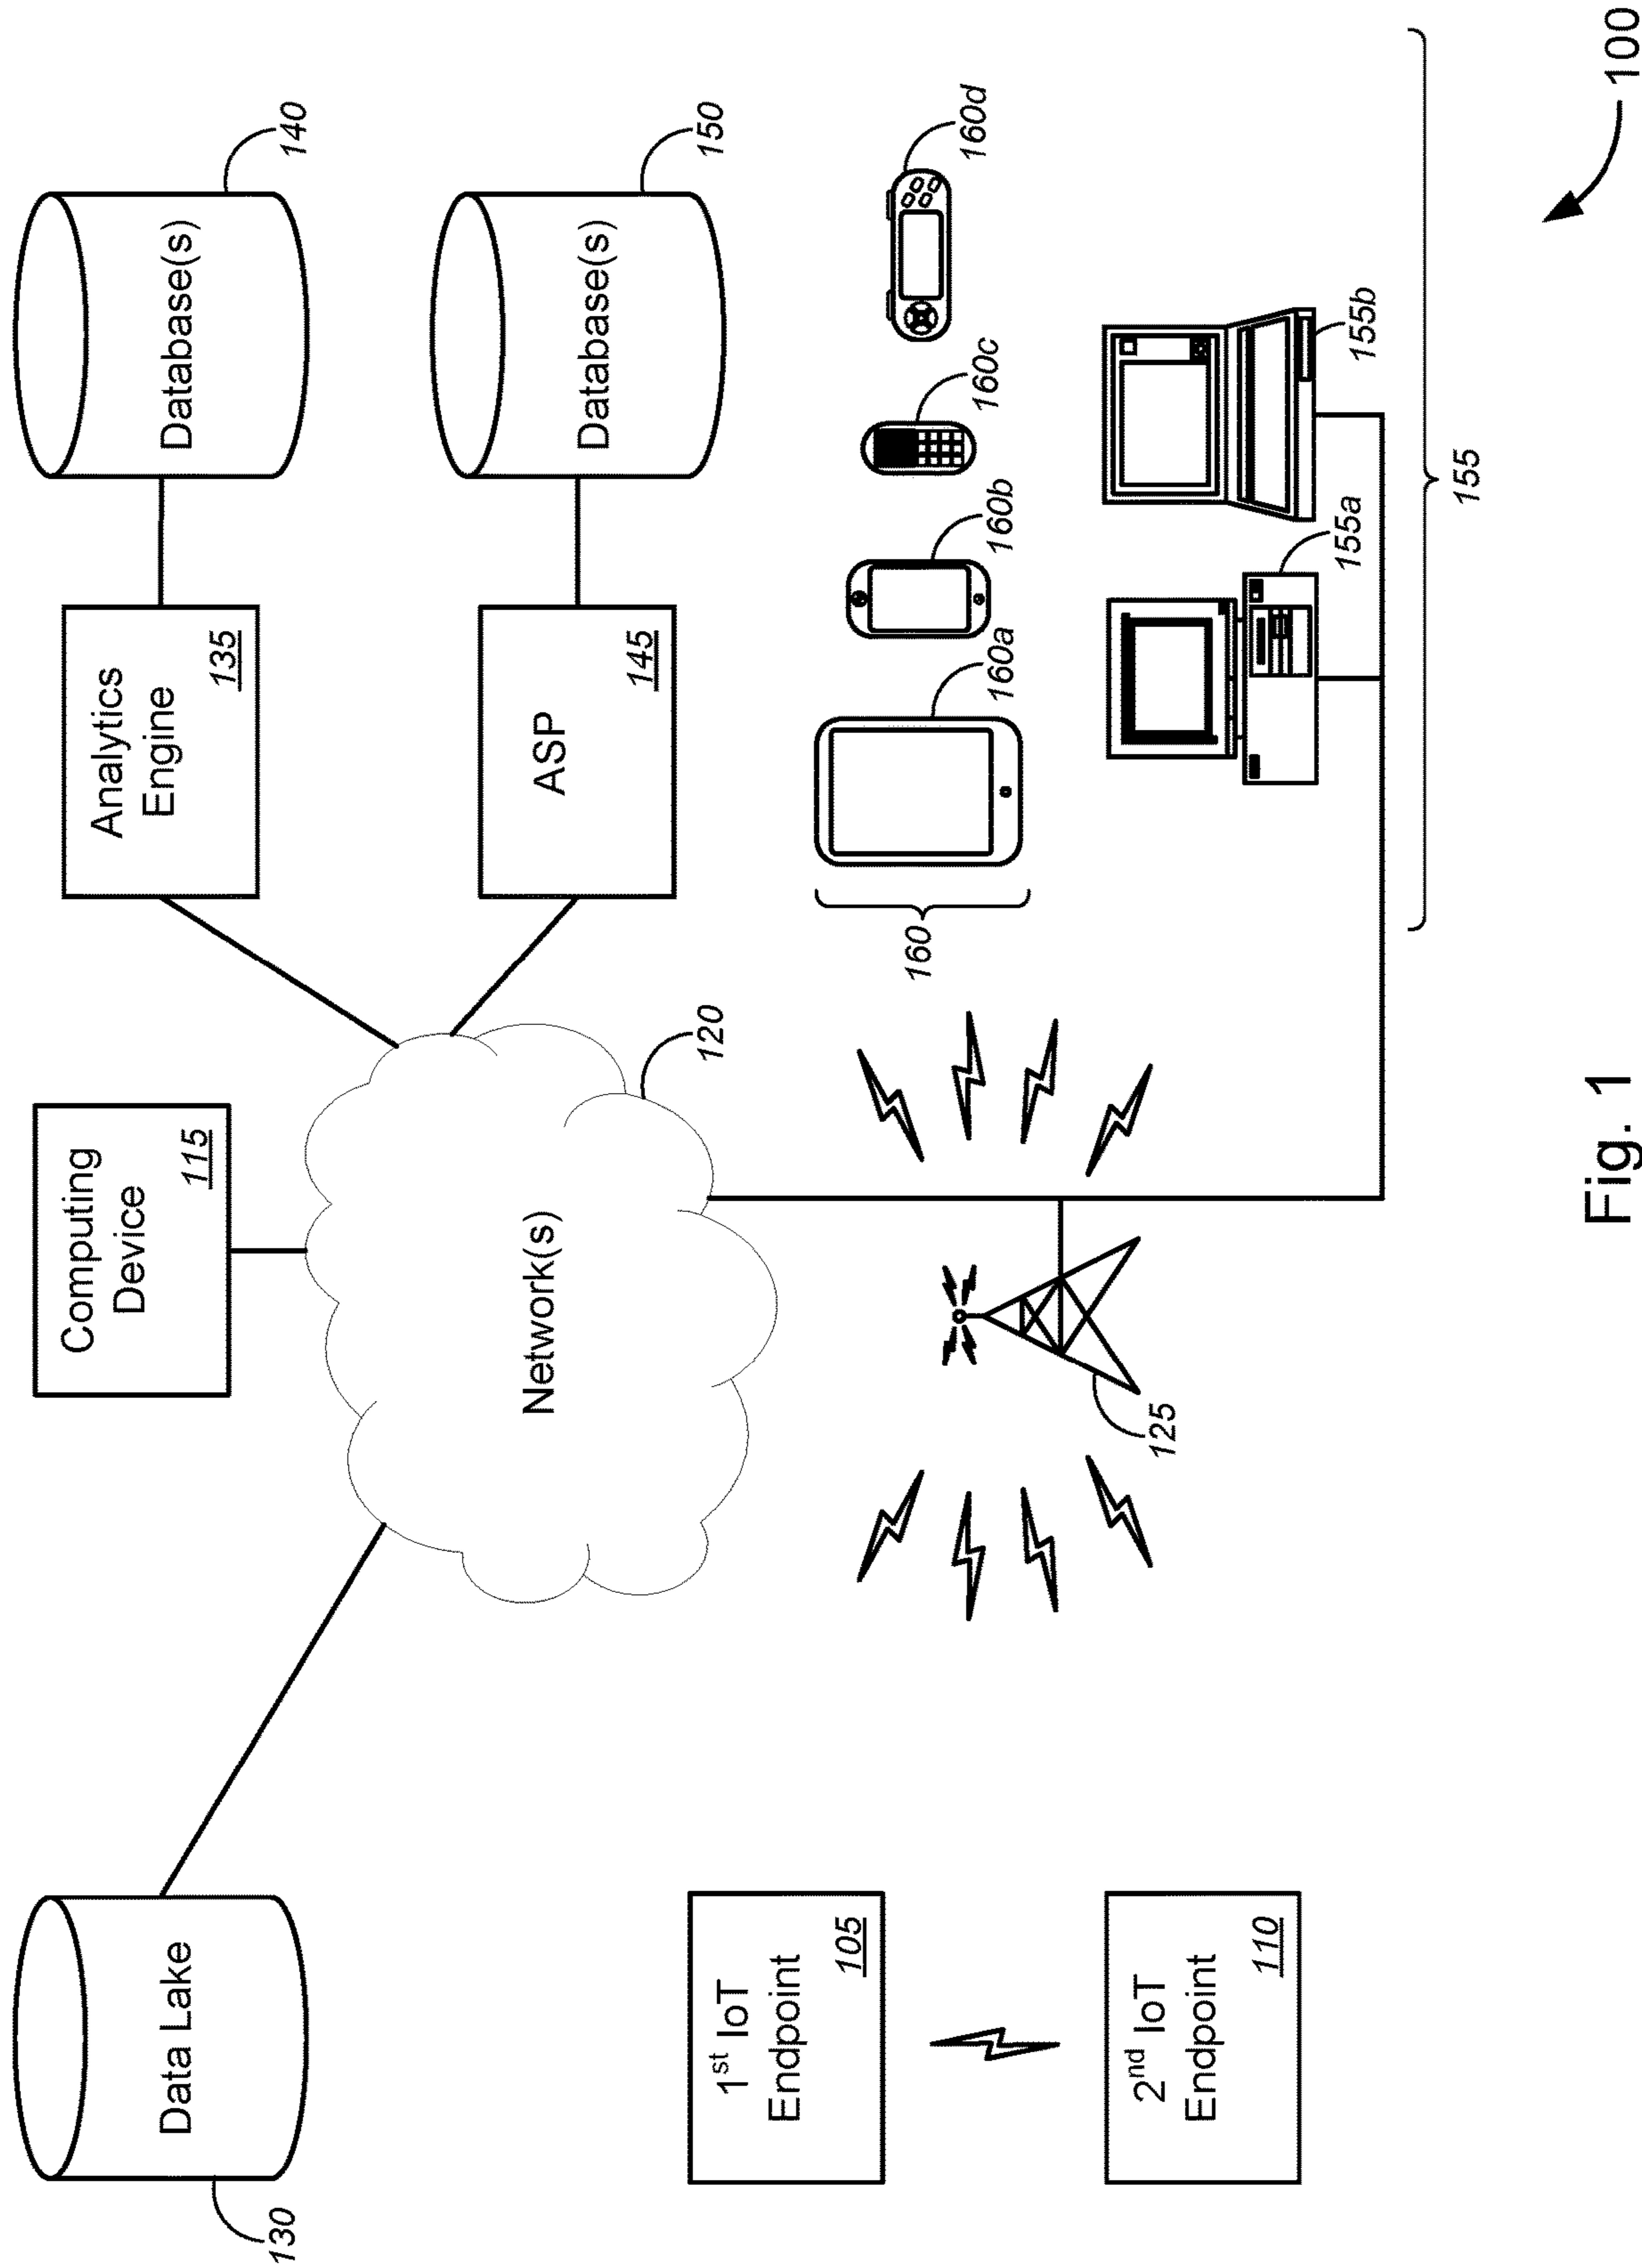 Computing
Device
115
Data Lake
130
Analytics
Engine
135
Database(s)
140
Network(s)
120
ASP
145
Database(s)
150
1st IoT
Endpoint
105
2nd IoT
Endpoint
110
125
160
160a
160b
160c
160d
155a
155b
155
100
Fig. 1